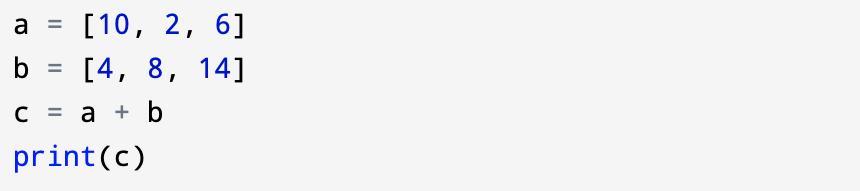 a = [10, 2, 6]
b = [4, 8, 14]
c = a + b
print(c)